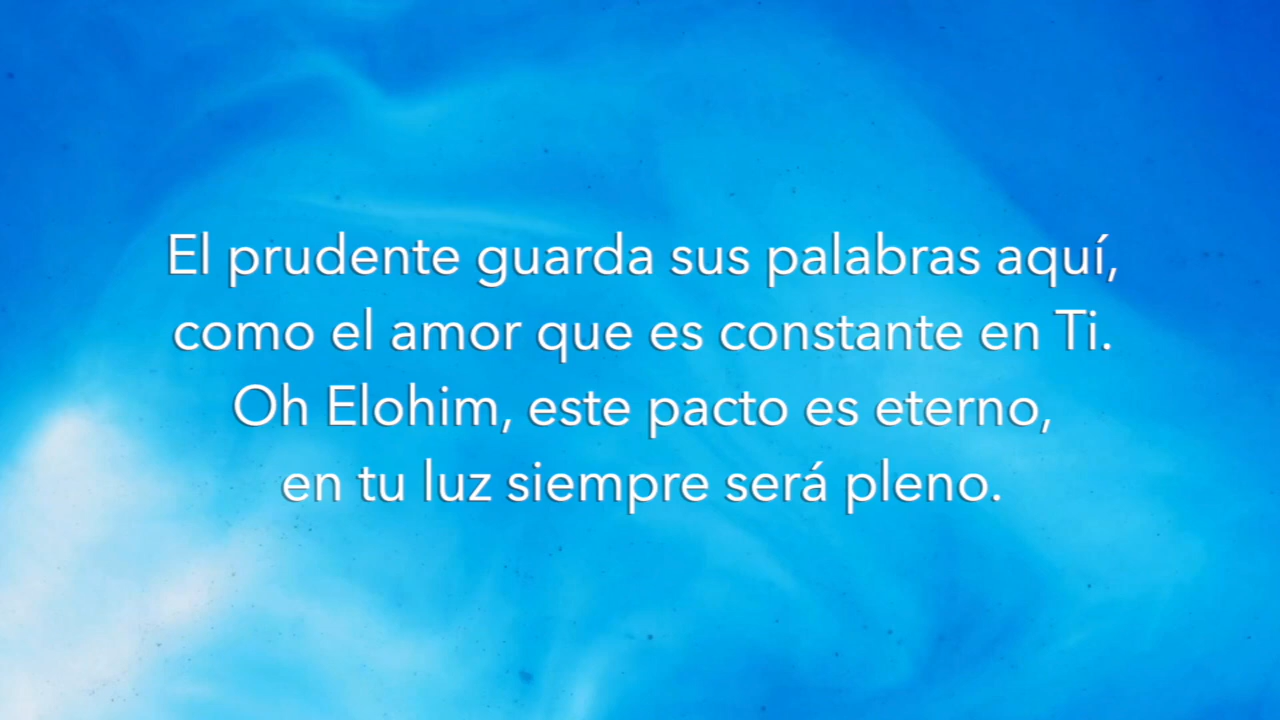 El prudente guarda sus palabras aquí,
como el amor que es constante en Ti.
Oh Elohim, este pacto es eterno,
en tu luz siempre será pleno.